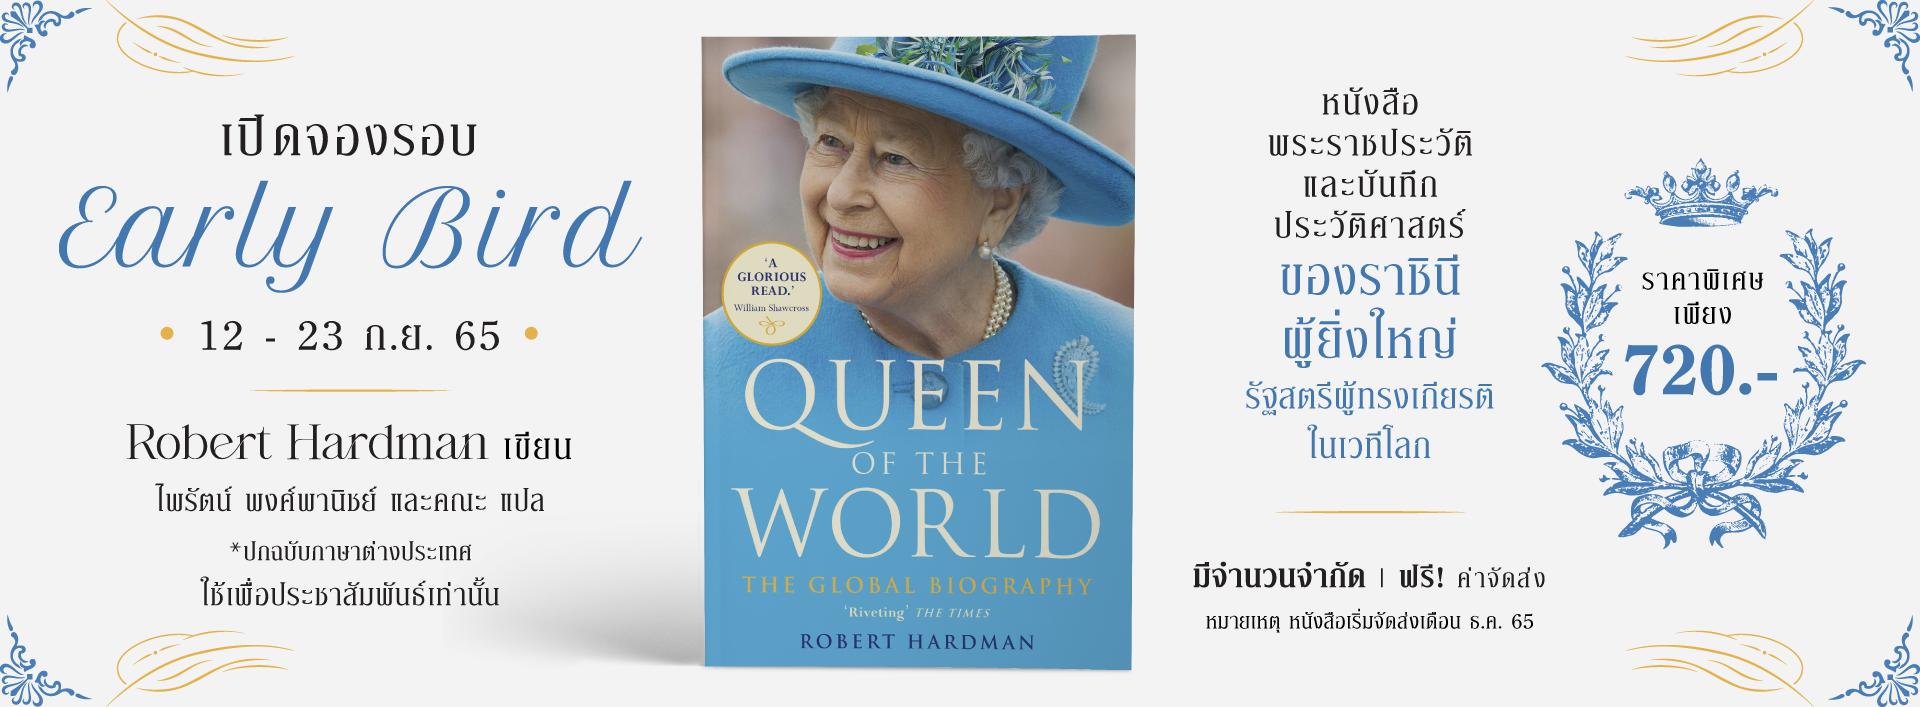 เปิดจองรอบ
Early Bird
• 12 - 23 ก.ย. 65 •
Robert Hardman เขียน
ไพรัตน์ พงศ์พานิชย์ และคณะ แปล
*ปกฉบับภาษาต่างประเทศ
ใช้เพื่อประชาสัมพันธ์เท่านั้น
'A
GLORIOUS
READ.'
William Shawcross
QUEEN
OF THE
WORLD
THE GLOBAL BIOGRAPHY
'Riveting' THE TIMES
ROBERT HARDMAN
หนังสือ
พระราชประวัติ
และบันทึก
ประวัติศาสตร์
ของราชินี
ผู้ยิ่งใหญ่
รัฐสตรีผู้ทรงเกียรติ
ในเวทีโลก
มีจำนวนจำกัด | ฟรี! ค่าจัดส่ง
หมายเหตุ หนังสือเริ่มจัดส่งเดือน ธ.ค. 65
ราคาพิเศษ
เพียง
720.-